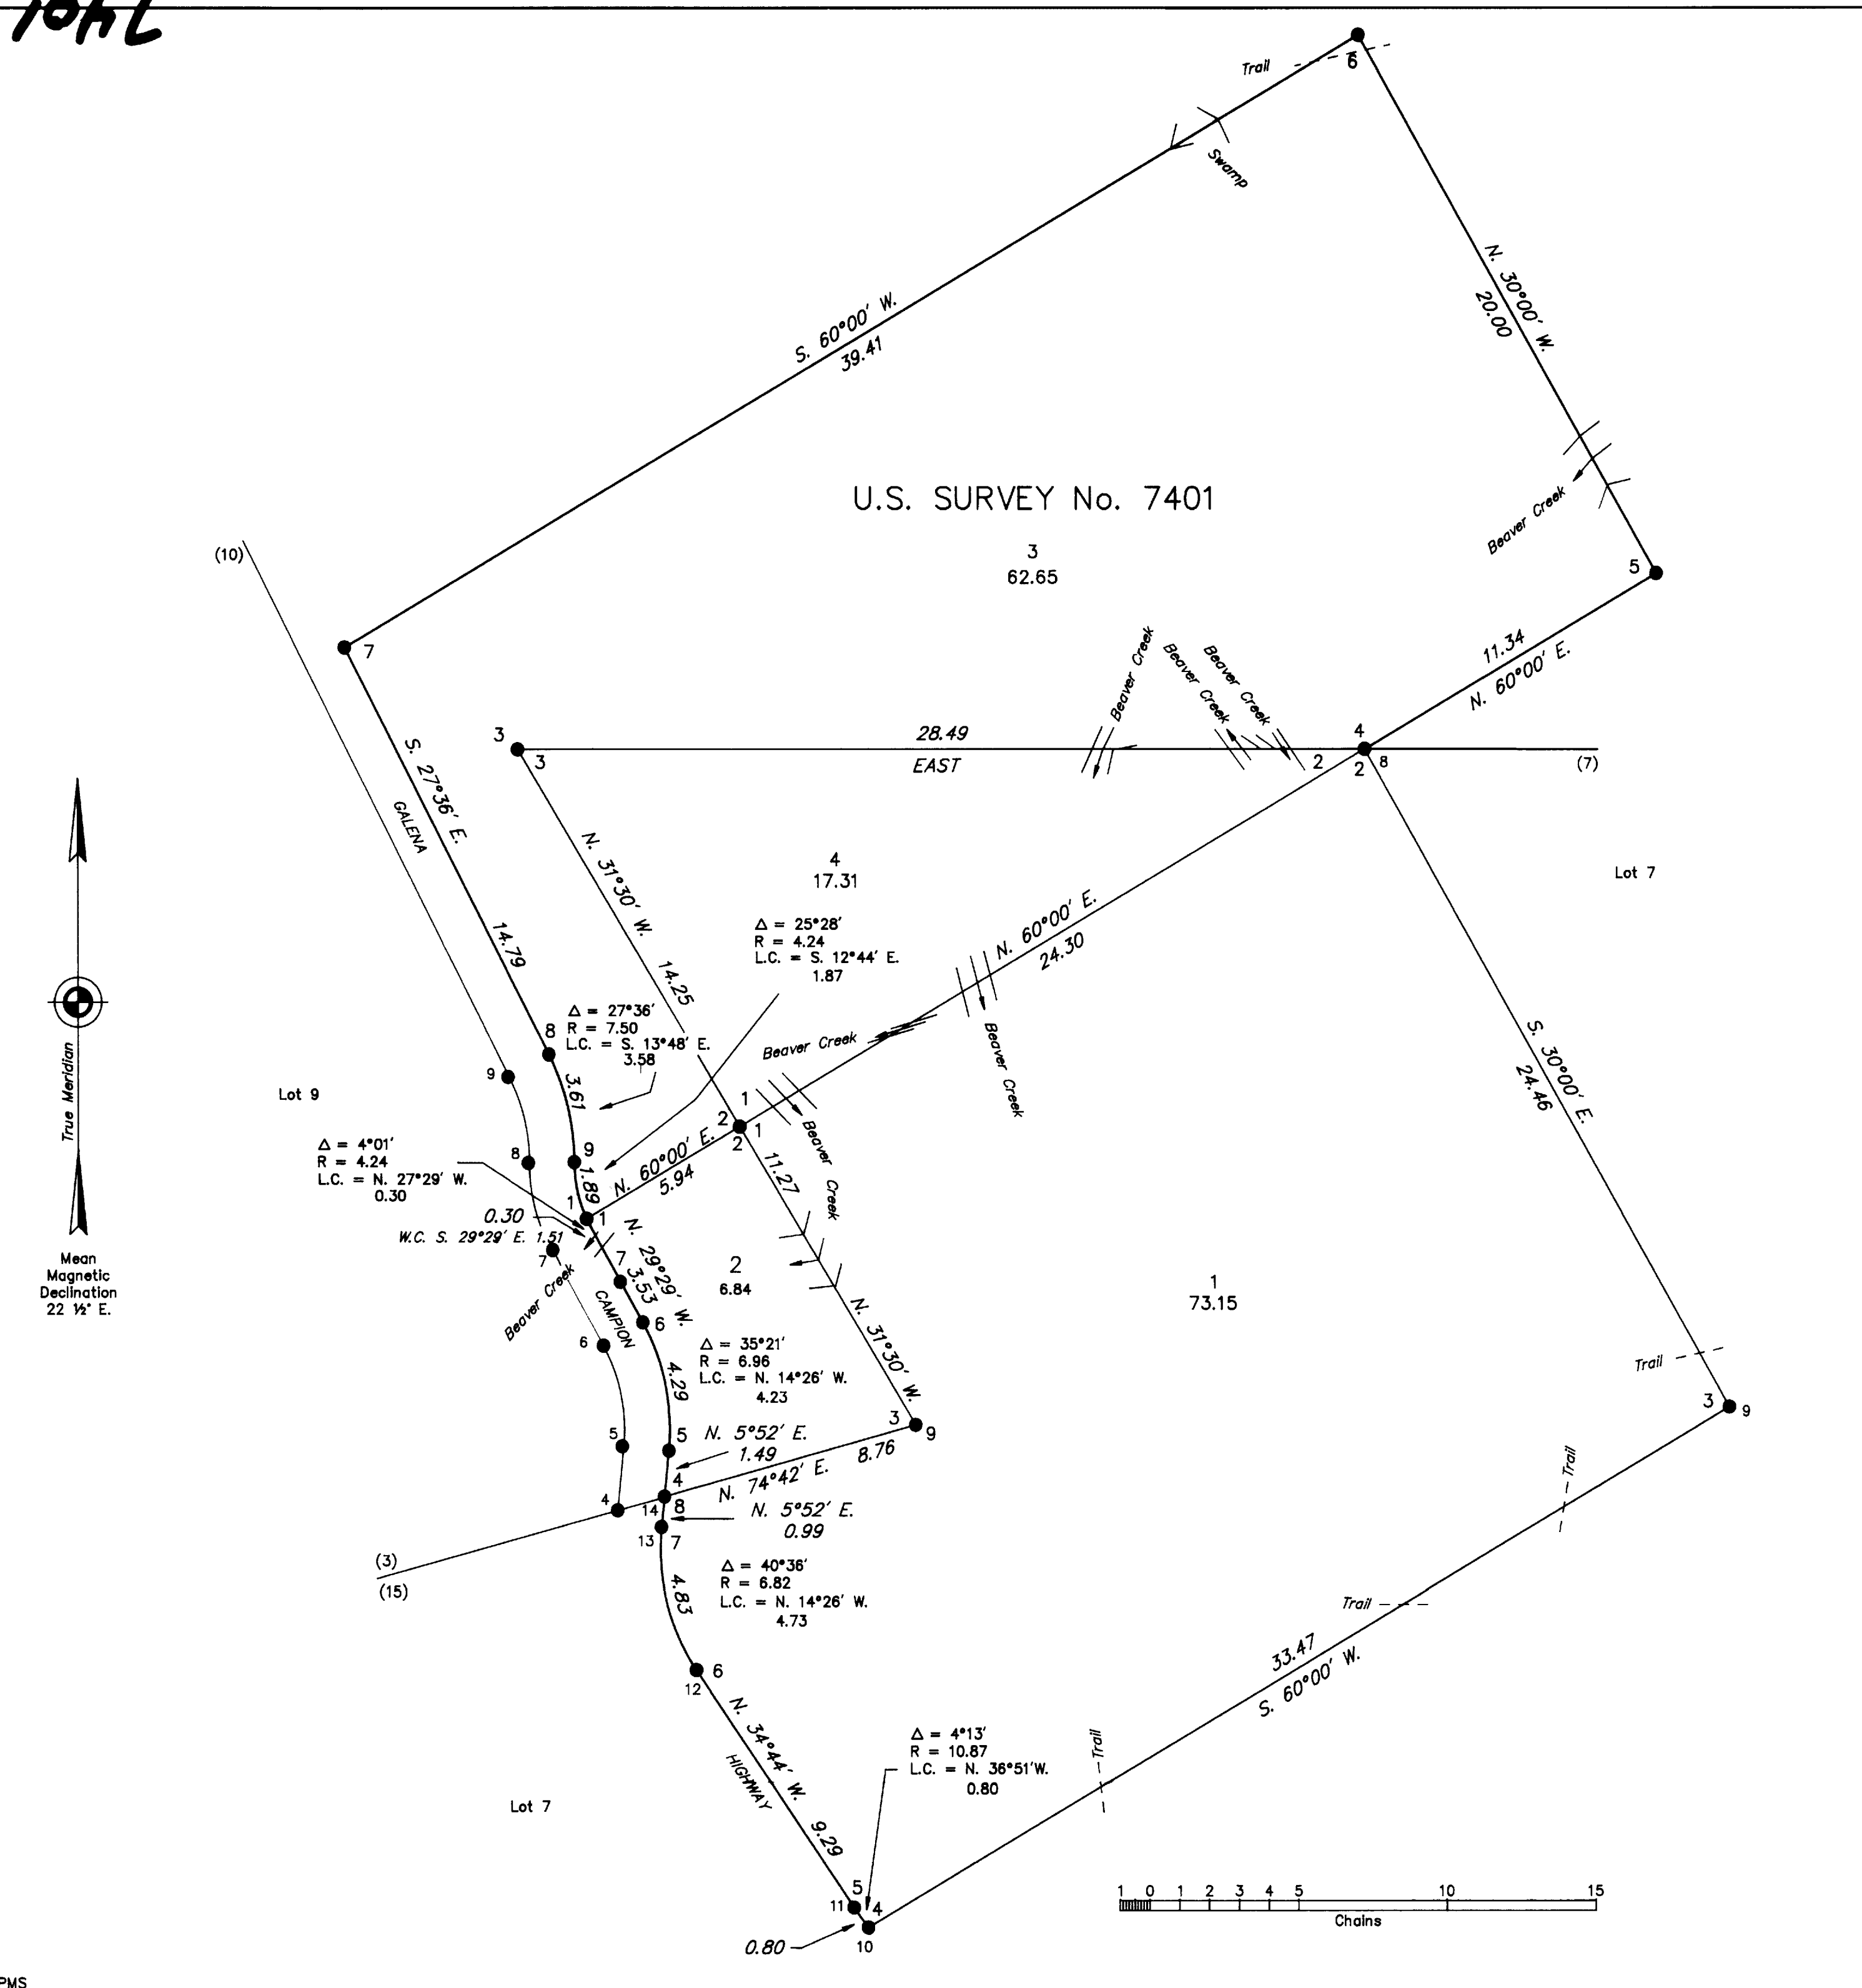 7401
6
Trail
Swamp
N. 30°00' W.
20.00
S. 60°00' W.
39.41
U.S. SURVEY No. 7401
3
62.65
Beaver Creek
5
(10)
11.34
N. 60°00' E.
7
Beaver Creek
Beaver Creek
Beaver Creek
3
3
28.49
EAST
4
2
2
8
(7)
S. 27°36' E.
14.79
GALENA
N. 31°30' W.
14.25
4
17.31
Lot 7
Δ = 25°28'
R = 4.24
L.C. = S. 12°44' E.
1.87
N. 60°00' E.
24.30
Δ = 27°36'
R = 7.50
L.C. = S. 13°48' E.
3.58
8
3.61
Beaver Creek
Beaver Creek
S. 30°00' E.
24.46
9
Lot 9
True Meridian
Mean
Magnetic
Declination
22 ½° E.
1
2
2
1
Δ = 4°01'
R = 4.24
L.C. = N. 27°29' W.
0.30
8
9
1.89
N. 60°00' E.
5.94
11.27
Beaver Creek
1
1
0.30
W.C. S. 29°29' E. 1.51
7
7
N. 29°29' W.
3.53
2
6.84
1
73.15
Beaver Creek
CAMPION
6
6
N. 31°30' W.
Δ = 35°21'
R = 6.96
L.C. = N. 14°26' W.
4.23
4.29
Trail
3
9
3
9
5
5
N. 5°52' E.
1.49
N. 74°42' E.
8.76
Trail
4
4
14
8
N. 5°52' E.
0.99
13
7
(3)
(15)
Δ = 40°36'
R = 6.82
L.C. = N. 14°26' W.
4.73
4.83
Trail
33.47
S. 60°00' W.
6
12
N. 34°44' W.
9.29
HIGHWAY
Δ = 4°13'
R = 10.87
L.C. = N. 36°51'W.
0.80
Trail
Lot 7
5
11
4
10
0.80
1 0 1 2 3 4 5 10 15
Chains
PMS